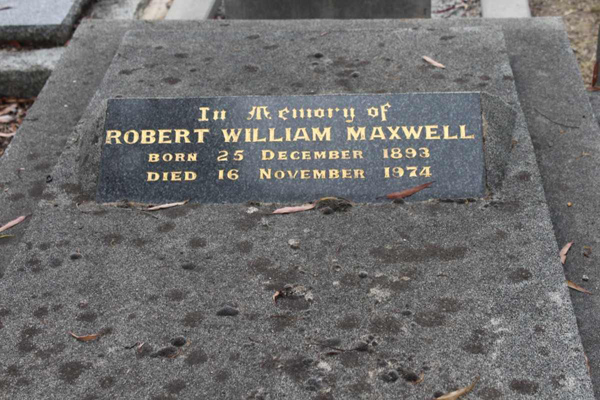 In Memory of
ROBERT WILLIAM MAXWELL
BORN 25 DECEMBER 1893
DIED 16 NOVEMBER 1974